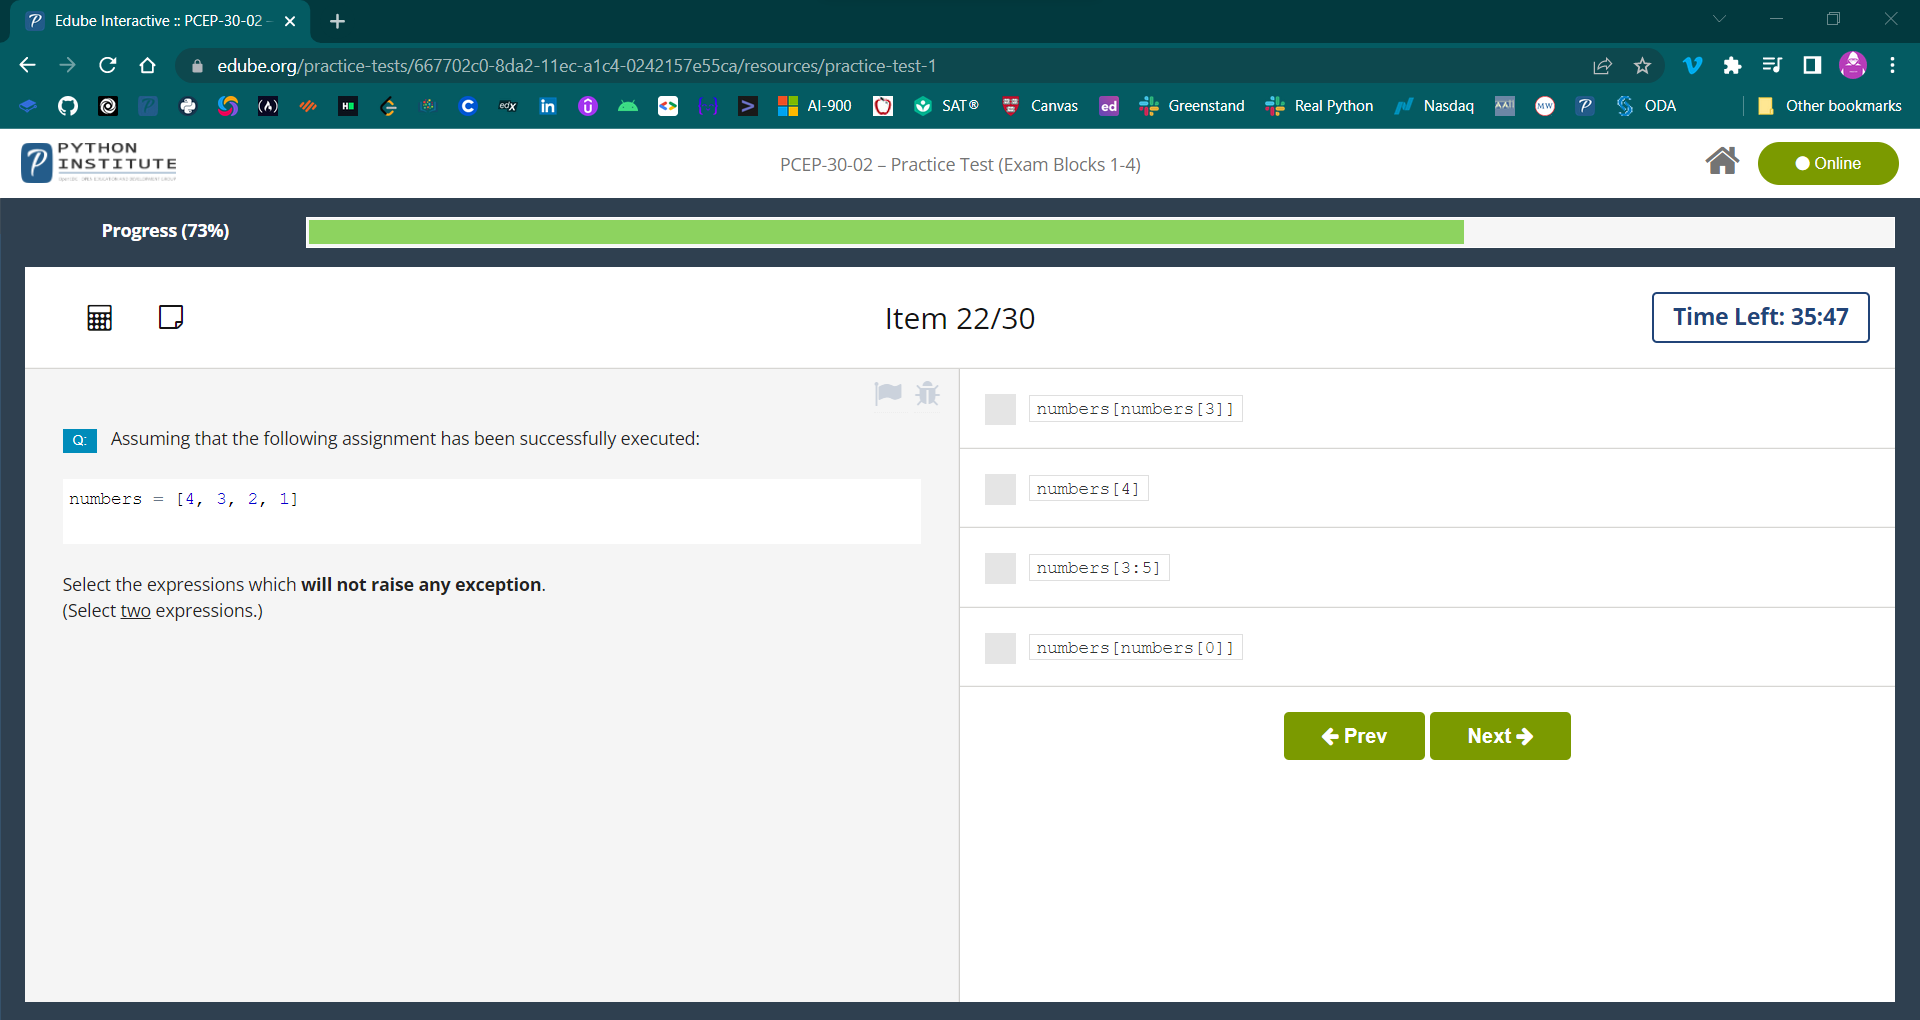 Edube Interactive :: PCEP-30-02 -
edube.org/practice-tests/667702c0-8da2-11ec-a1c4-0242157e55ca/resources/practice-test-1
AI-900
SAT®
Canvas
ed
Greenstand
Real Python
Nasdaq
MW
ODA
Other bookmarks
PYTHON
INSTITUTE
PCEP-30-02 – Practice Test (Exam Blocks 1-4)
Online
Progress (73%)
Item 22/30
Time Left: 35:47
Q: Assuming that the following assignment has been successfully executed:
numbers = [4, 3, 2, 1]
Select the expressions which will not raise any exception.
(Select two expressions.)
numbers[numbers[3]]
numbers[4]
numbers[3:5]
numbers[numbers[0]]
Prev
Next